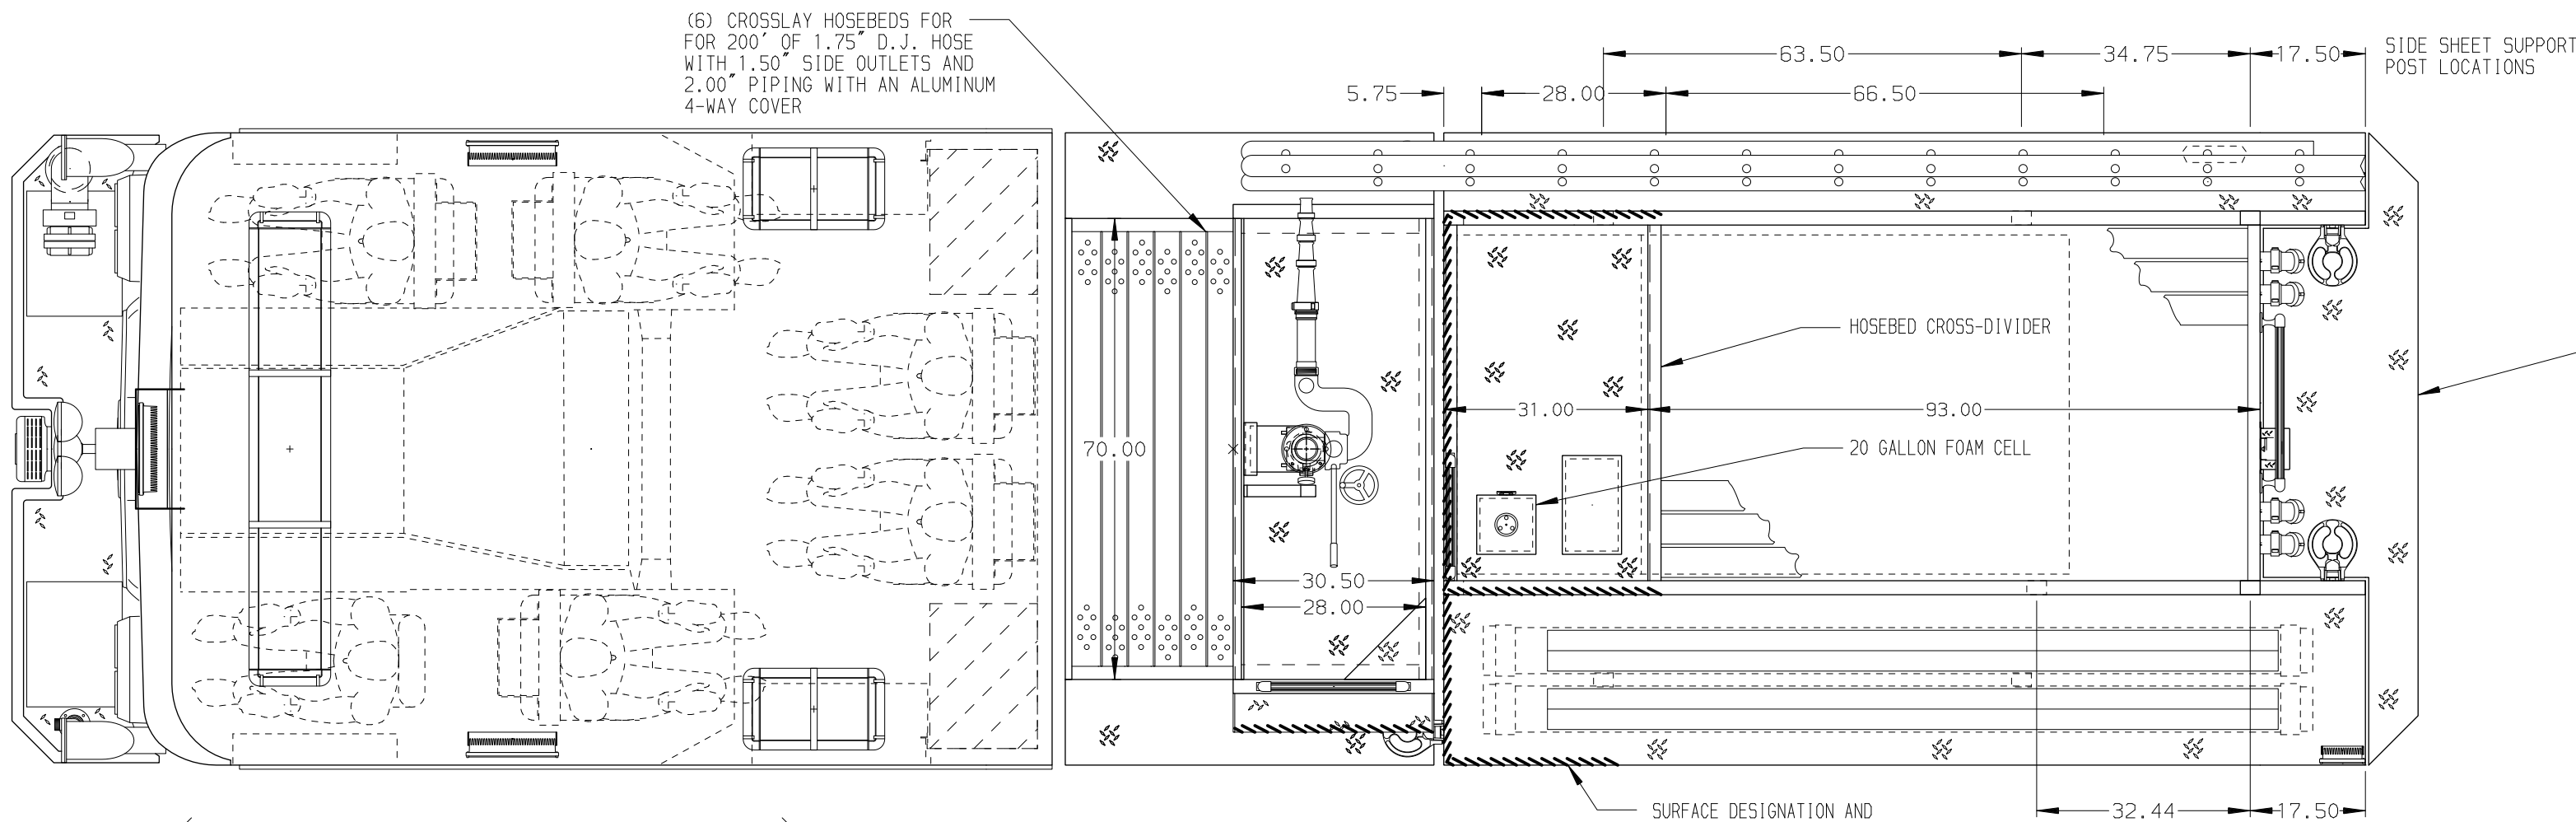 (6) CROSSLAY HOSEBEDS FOR
FOR 200' OF 1.75" D.J. HOSE
WITH 1.50" SIDE OUTLETS AND
2.00" PIPING WITH AN ALUMINUM
4-WAY COVER
63.50
34.75
17.50
SIDE SHEET SUPPORT
POST LOCATIONS
5.75
28.00
66.50
HOSEBED CROSS-DIVIDER
31.00
93.00
70.00
20 GALLON FOAM CELL
30.50
28.00
SURFACE DESIGNATION AND
32.44
17.50